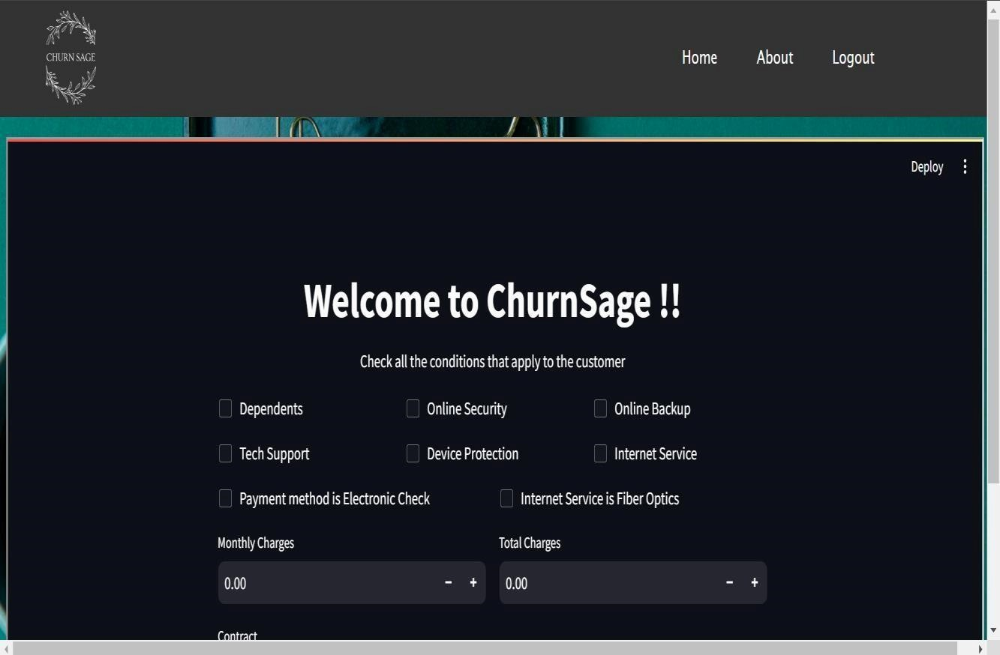 CHURN SAGE
Home About Logout
Deploy
Welcome to ChurnSage !!
Check all the conditions that apply to the customer
Dependents Online Security Online Backup
Tech Support Device Protection Internet Service
Payment method is Electronic Check Internet Service is Fiber Optics
Monthly Charges Total Charges
0.00 - + 0.00 - +
Contract